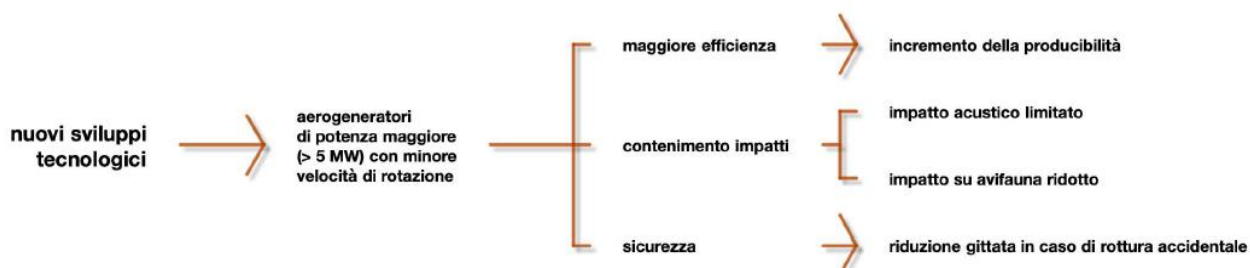 nuovi sviluppi
tecnologici
aerogeneratori
di potenza maggiore
(> 5 MW) con minore
velocità di rotazione
maggiore efficienza
incremento della producibilità
contenimento impatti
impatto acustico limitato
impatto su avifauna ridotto
sicurezza
riduzione gittata in caso di rottura accidentale